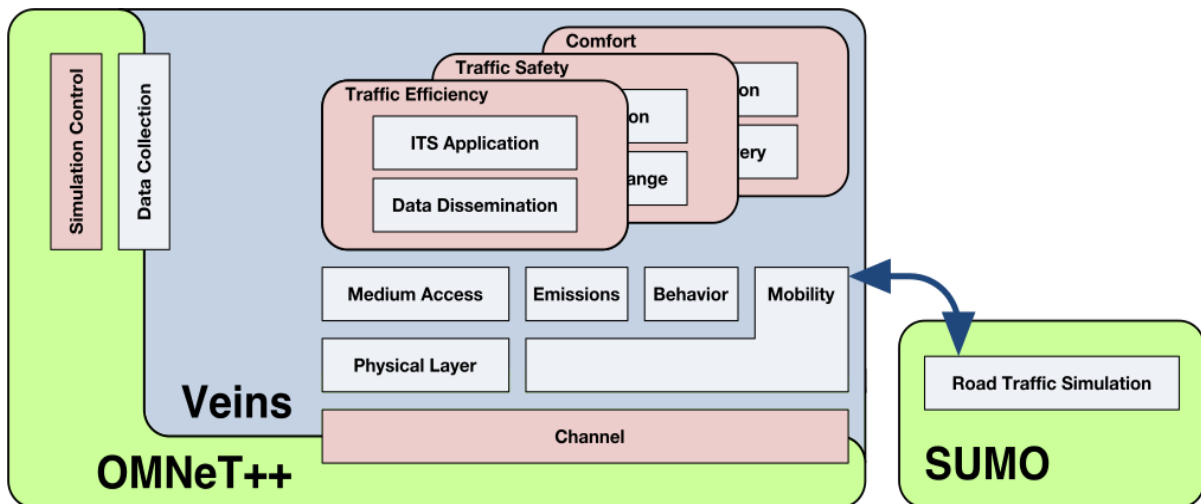 Simulation Control
Data Collection
Comfort
Traffic Safety
Traffic Efficiency
ITS Application
Data Dissemination
on
ange
on
ery
Medium Access
Emissions
Behavior
Mobility
Physical Layer
Channel
Veins
OMNeT++
Road Traffic Simulation
SUMO